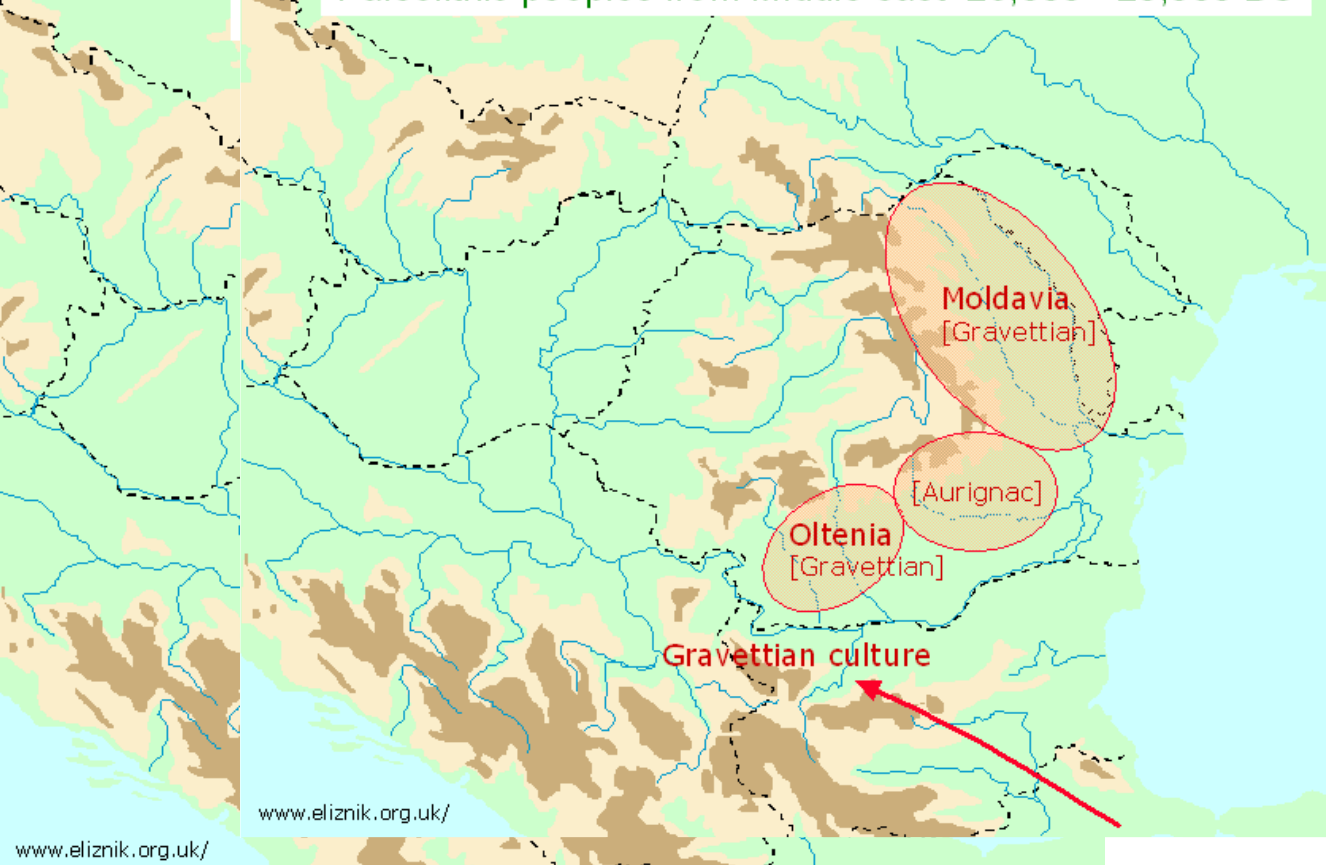 Moldavia
[Gravettian]
[Aurignac]
Oltenia
[Gravettian]
Gravettian culture
www.eliznik.org.uk/
www.eliznik.org.uk/